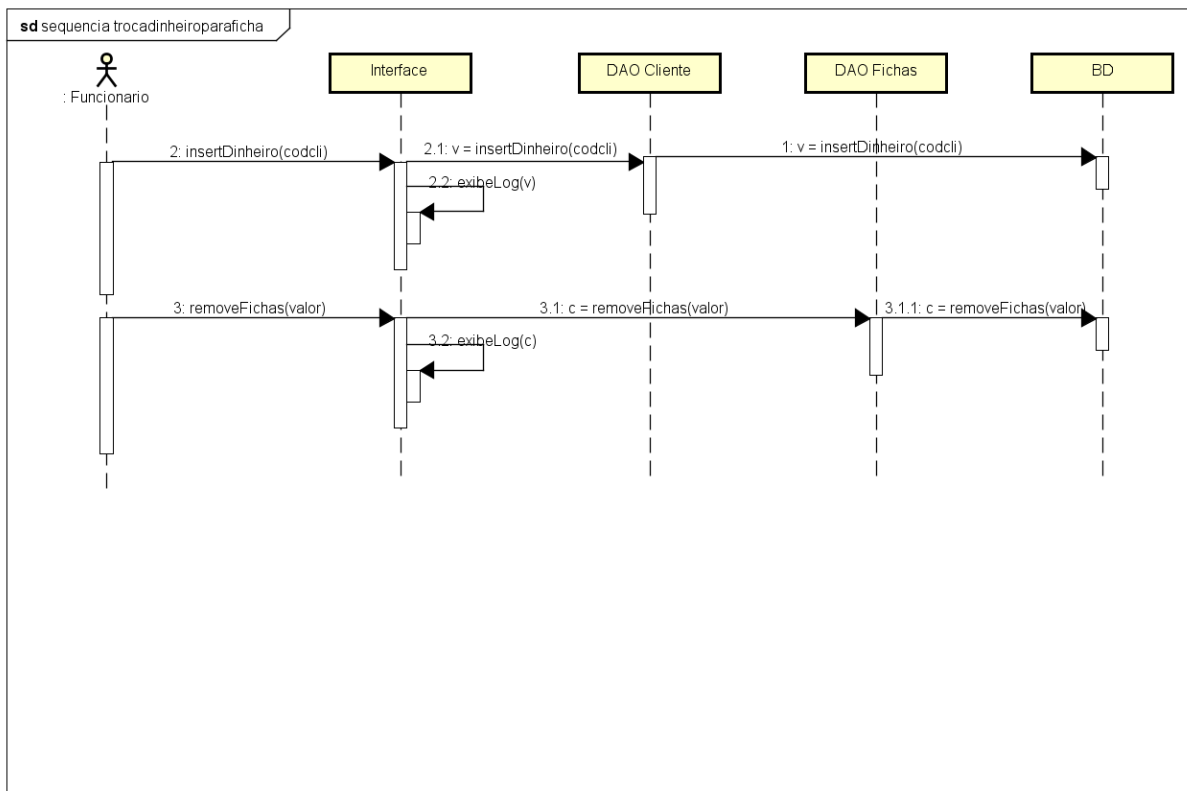 sd sequencia trocadinheiroparaficha
: Funcionario
Interface
DAO Cliente
DAO Fichas
BD
2: insertDinheiro(codcli)
2.1: v = insertDinheiro(codcli)
1: v = insertDinheiro(codcli)
2.2: exibeLog(v)
3: removeFichas(valor)
3.1: c = removeFichas(valor)
3.1.1: c = removeFichas(valor)
3.2: exibeLog(c)